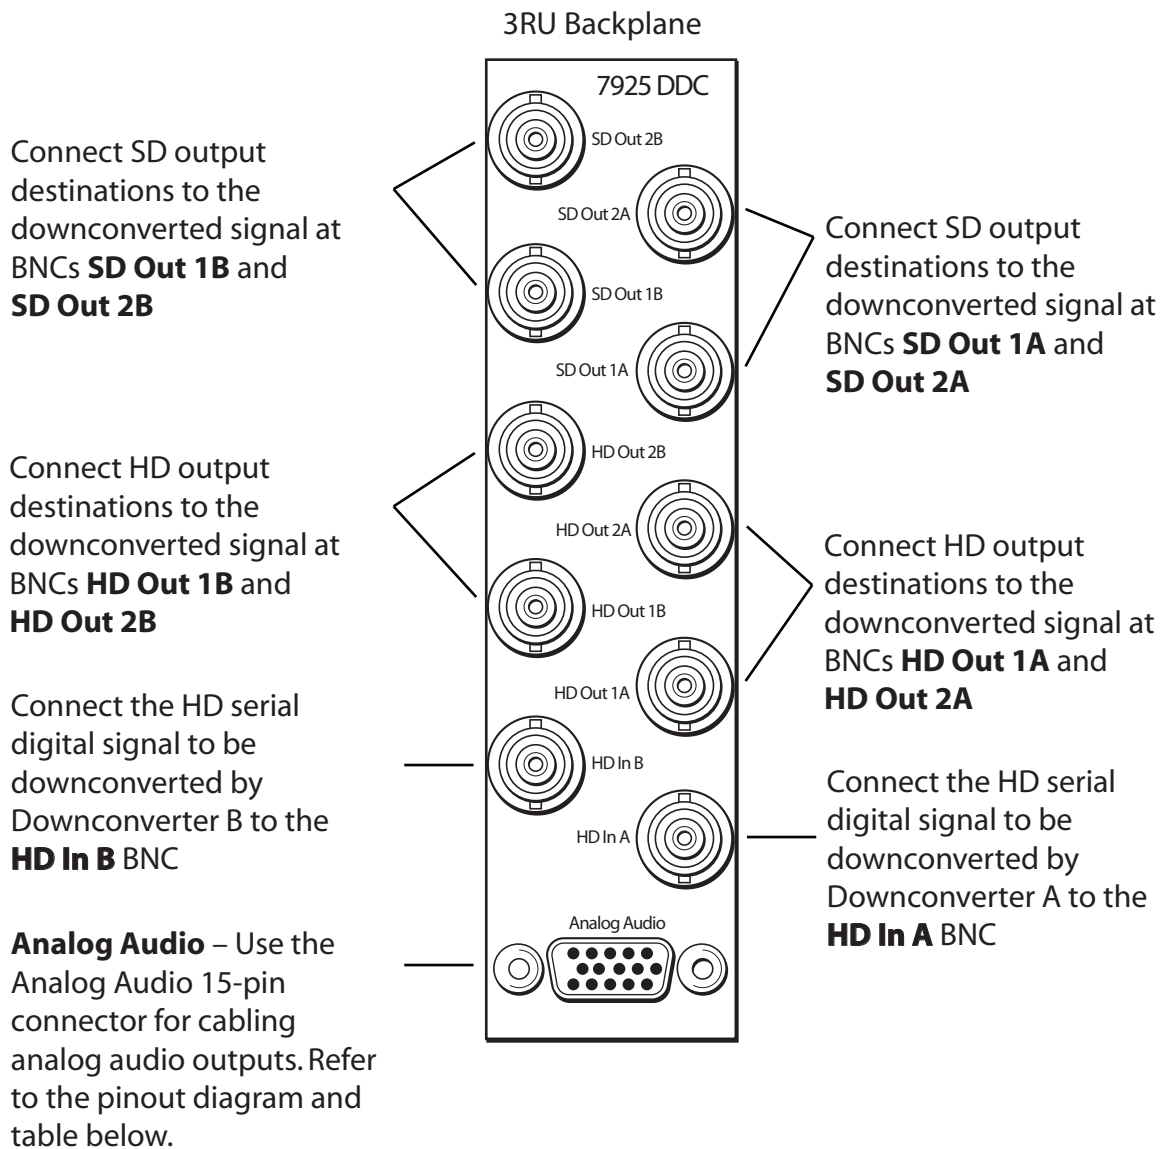 3RU Backplane
7925 DDC
SD Out 2B
SD Out 2A
SD Out 1B
SD Out 1A
HD Out 2B
HD Out 2A
HD Out 1B
HD Out 1A
HD In B
HD In A
Analog Audio
Connect SD output
destinations to the
downconverted signal at
BNCs SD Out 1B and
SD Out 2B
Connect HD output
destinations to the
downconverted signal at
BNCs HD Out 1B and
HD Out 2B
Connect the HD serial
digital signal to be
downconverted by
Downconverter B to the
HD In B BNC
Analog Audio – Use the
Analog Audio 15-pin
connector for cabling
analog audio outputs. Refer
to the pinout diagram and
table below.
Connect SD output
destinations to the
downconverted signal at
BNCs SD Out 1A and
SD Out 2A
Connect HD output
destinations to the
downconverted signal at
BNCs HD Out 1A and
HD Out 2A
Connect the HD serial
digital signal to be
downconverted by
Downconverter A to the
HD In A BNC